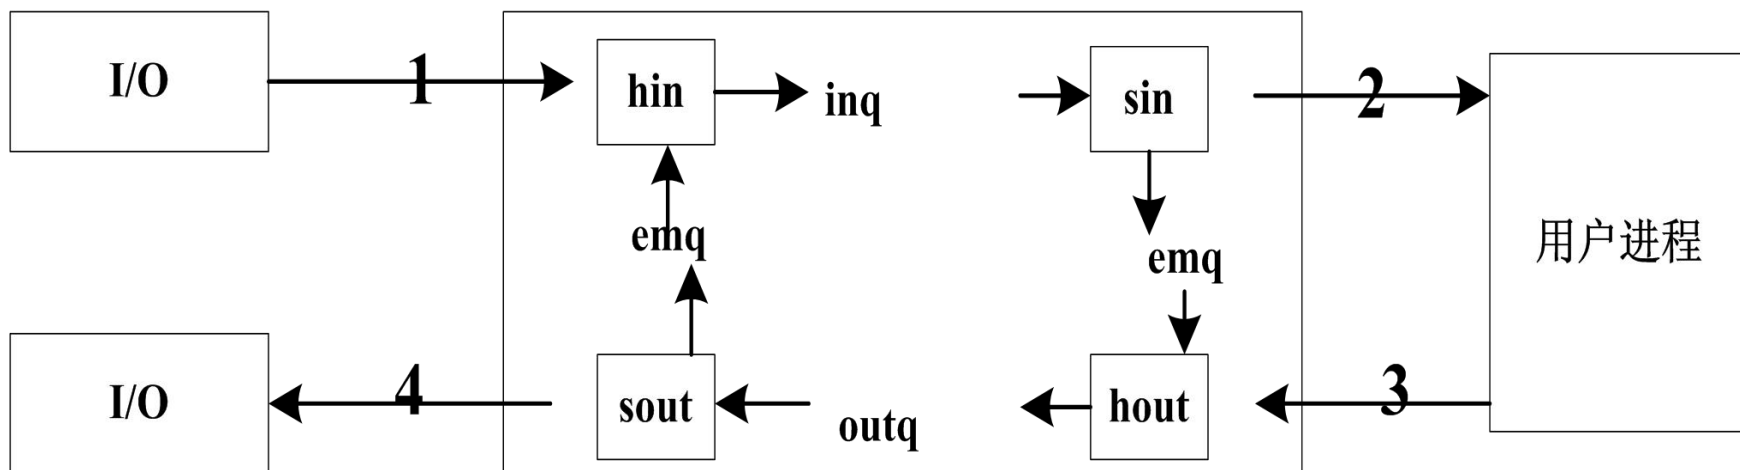 I/O
1
hin
inq
sin
2
emq
emq
用户进程
I/O
4
sout
outq
hout
3